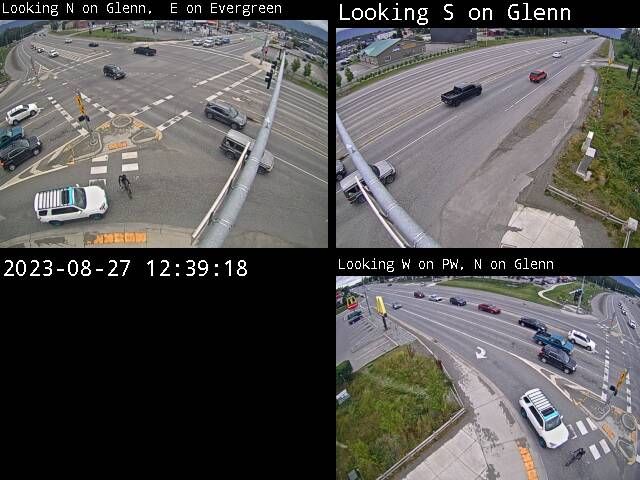 Looking N on Glenn, E on Evergreen
Looking S on Glenn
2023-08-27 12:39:18
Looking W on PW, N on Glenn